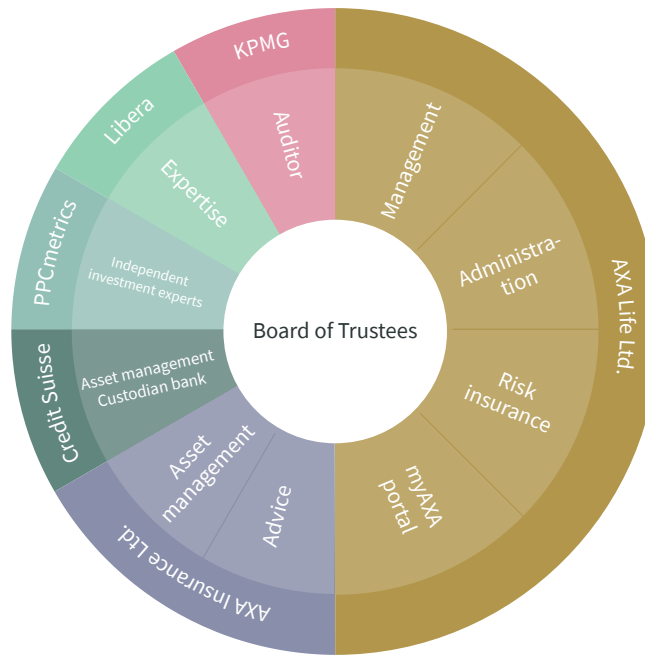 KPMG
Auditor
Libera
Expertise
PPCmetrics
Independent
investment experts
Credit Suisse
Asset management
Custodian bank
AXA Insurance Ltd.
Asset
management
Advice
AXA Life Ltd.
Management
Administra-
tion
Risk
insurance
myAXA
portal
Board of Trustees